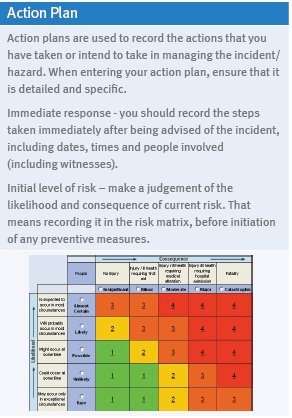 Action Plan
Action plans are used to record the actions that you
have taken or intend to take in managing the incident/
hazard. When entering your action plan, ensure that it
is detailed and specific.
Immediate response - you should record the steps
taken immediately after being advised of the incident,
including dates, times and people involved
(including witnesses).
Initial level of risk – make a judgement of the
likelihood and consequence of current risk. That
means recording it in the risk matrix, before initiation
of any preventive measures.
Consequence
People
No injury
Injury / ill health requiring first aid
Injury / ill health requiring medical attention
Injury / ill health requiring hospital admission
Fatality
Insignificant Minor Moderate Major Catastrophic
Likelihood
Is expected to occur in most circumstances Almost Certain 3 3 4 4 4
Will probably occur in most circumstances Likely 2 3 3 4 4
Might occur at some time Possible 1 2 3 4 4
Could occur at some time Unlikely 1 1 2 3 4
May occur only in exceptional circumstances Rare 1 1 2 3 3